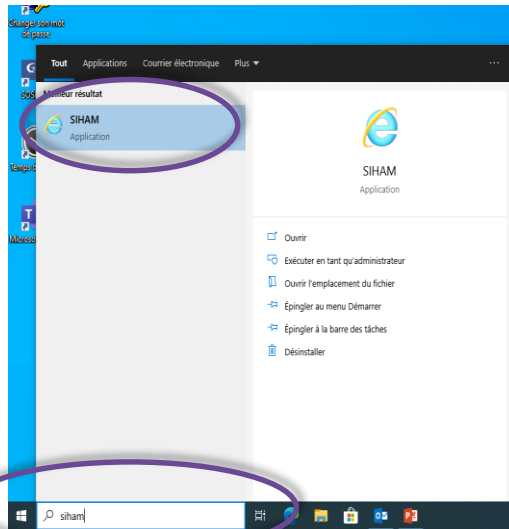 Changer son mot
de passe
Tout Applications Courrier électronique Plus
Meilleur résultat
SIHAM
Application
SIHAM
Application
Ouvrir
Exécuter en tant qu'administrateur
Ouvrir l'emplacement du fichier
Épingler au menu Démarrer
Épingler à la barre des tâches
Désinstaller
siham